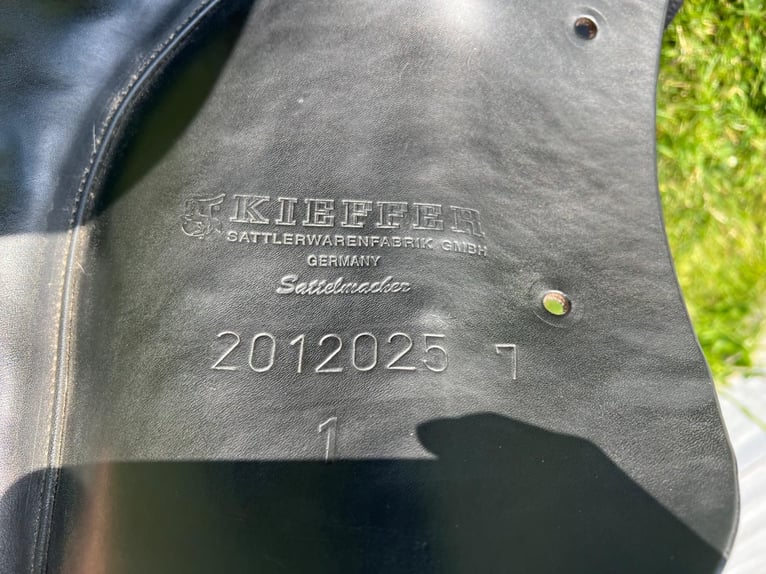 KIEFFER
SATTLERWARENFABRIK GMBH
GERMANY
Sattelmacher
2012025 7
1